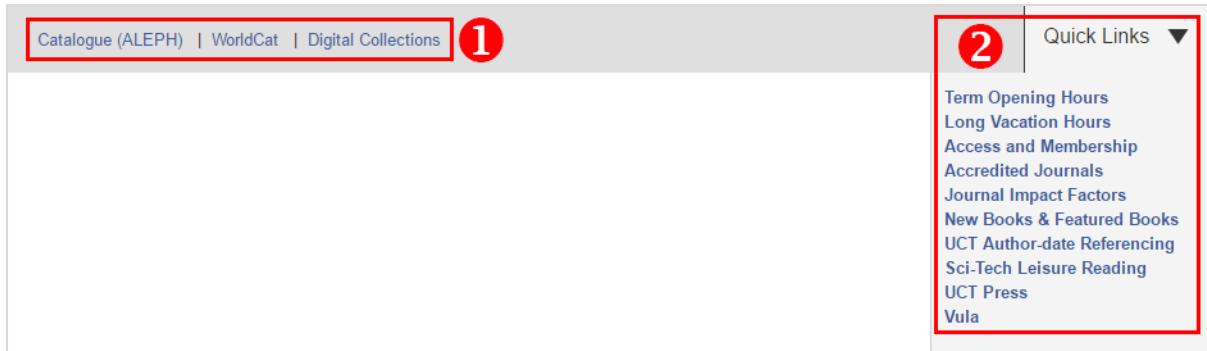 Catalogue (ALEPH) | WorldCat | Digital Collections 1
2 Quick Links ▼
Term Opening Hours
Long Vacation Hours
Access and Membership
Accredited Journals
Journal Impact Factors
New Books & Featured Books
UCT Author-date Referencing
Sci-Tech Leisure Reading
UCT Press
Vula